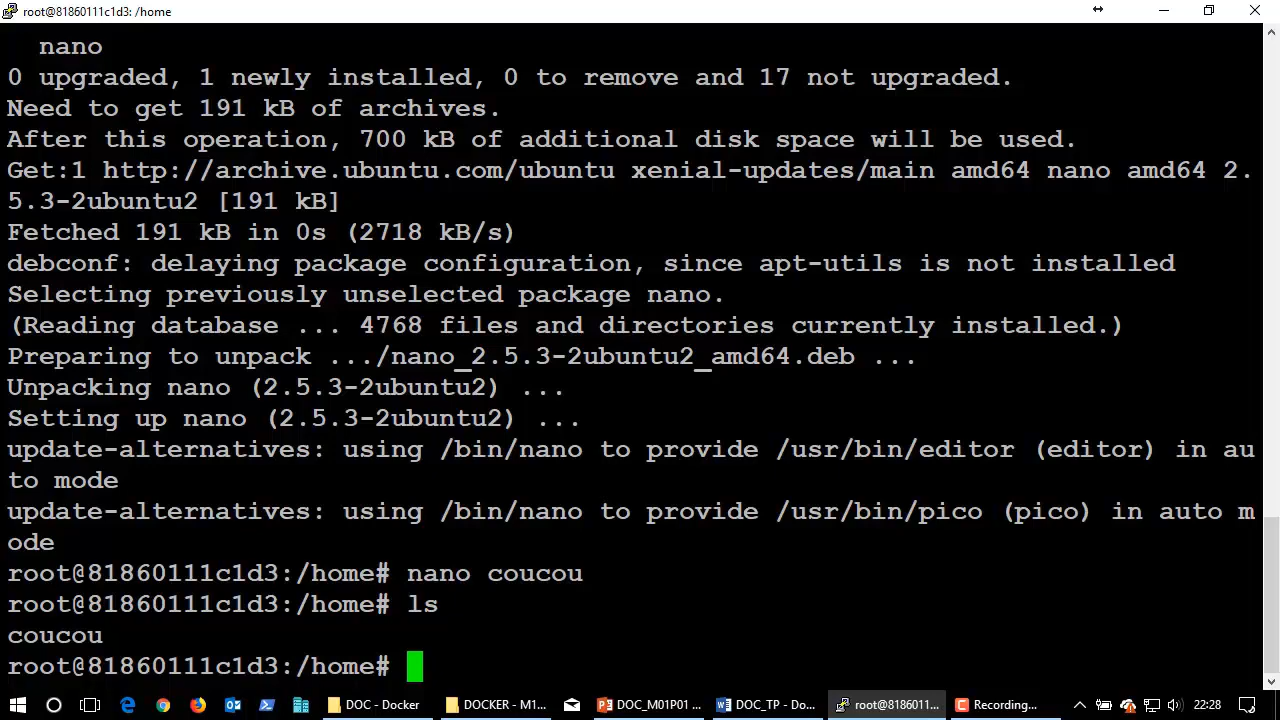 root@81860111c1d3: /home
nano
0 upgraded, 1 newly installed, 0 to remove and 17 not upgraded.
Need to get 191 kB of archives.
After this operation, 700 kB of additional disk space will be used.
Get:1 http://archive.ubuntu.com/ubuntu xenial-updates/main amd64 nano amd64 2.
5.3-2ubuntu2 [191 kB]
Fetched 191 kB in 0s (2718 kB/s)
debconf: delaying package configuration, since apt-utils is not installed
Selecting previously unselected package nano.
(Reading database ... 4768 files and directories currently installed.)
Preparing to unpack .../nano_2.5.3-2ubuntu2_amd64.deb ...
Unpacking nano (2.5.3-2ubuntu2) ...
Setting up nano (2.5.3-2ubuntu2) ...
update-alternatives: using /bin/nano to provide /usr/bin/editor (editor) in au
to mode
update-alternatives: using /bin/nano to provide /usr/bin/pico (pico) in auto m
ode
root@81860111c1d3:/home# nano coucou
root@81860111c1d3:/home# ls
coucou
root@81860111c1d3:/home#
DOC - Docker DOCKER - M1... DOC_M01P01 ... DOC_TP - Do... root@8186011... Recording... 22:28